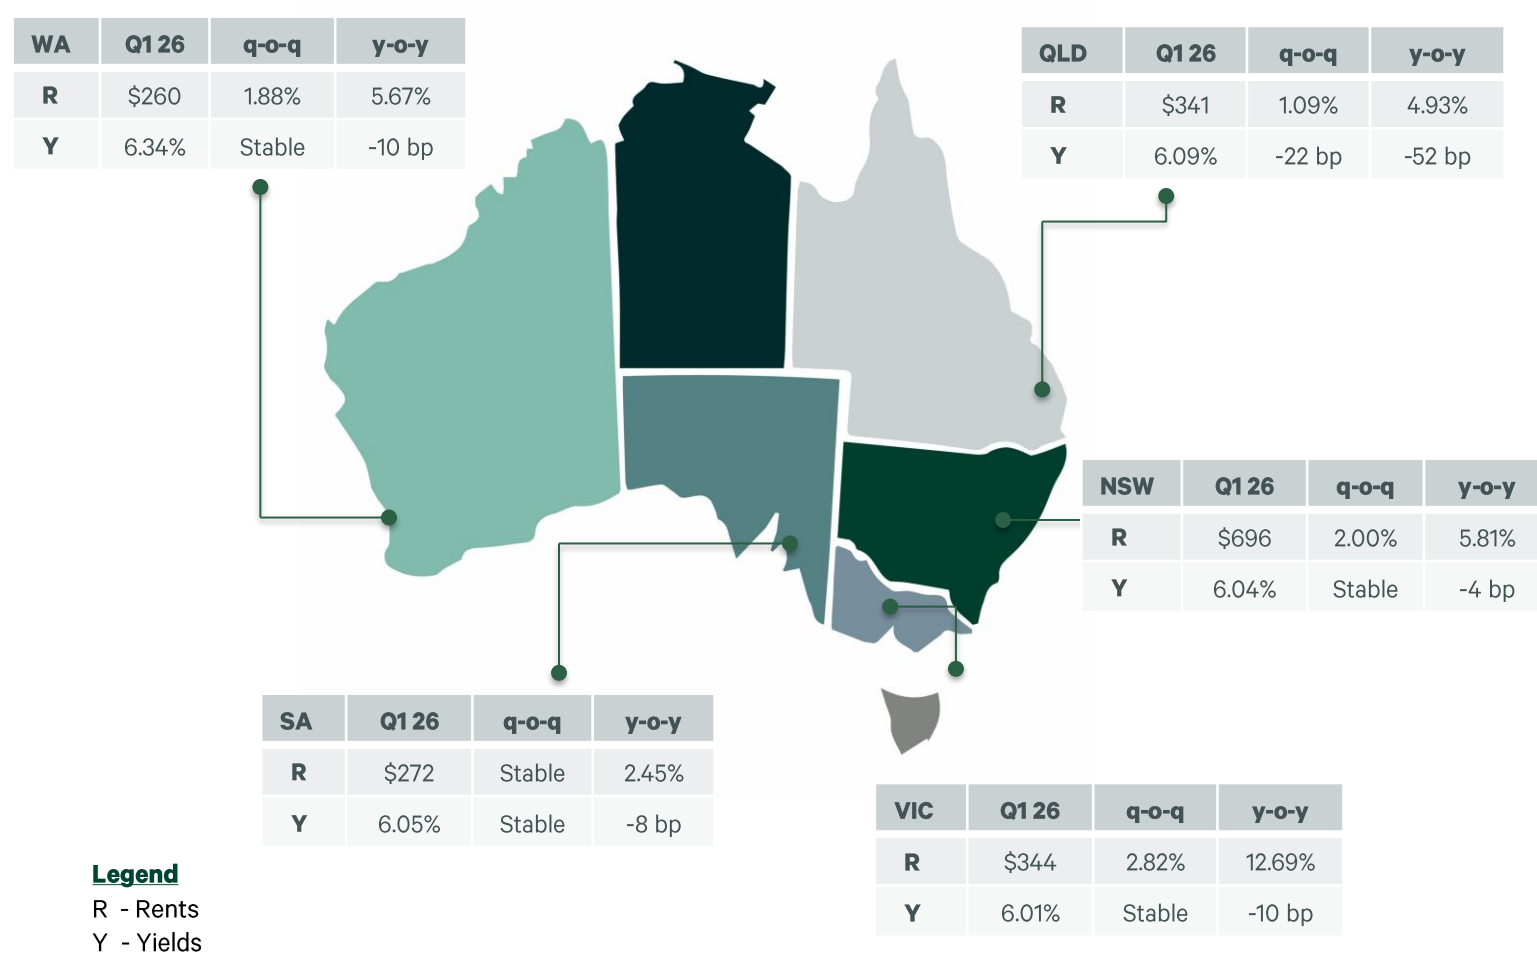 WA Q1 26 q-o-q y-o-y
R $260 1.88% 5.67%
Y 6.34% Stable -10 bp
QLD Q1 26 q-o-q y-o-y
R $341 1.09% 4.93%
Y 6.09% -22 bp -52 bp
NSW Q1 26 q-o-q y-o-y
R $696 2.00% 5.81%
Y 6.04% Stable -4 bp
SA Q1 26 q-o-q y-o-y
R $272 Stable 2.45%
Y 6.05% Stable -8 bp
VIC Q1 26 q-o-q y-o-y
R $344 2.82% 12.69%
Y 6.01% Stable -10 bp
Legend
R - Rents
Y - Yields